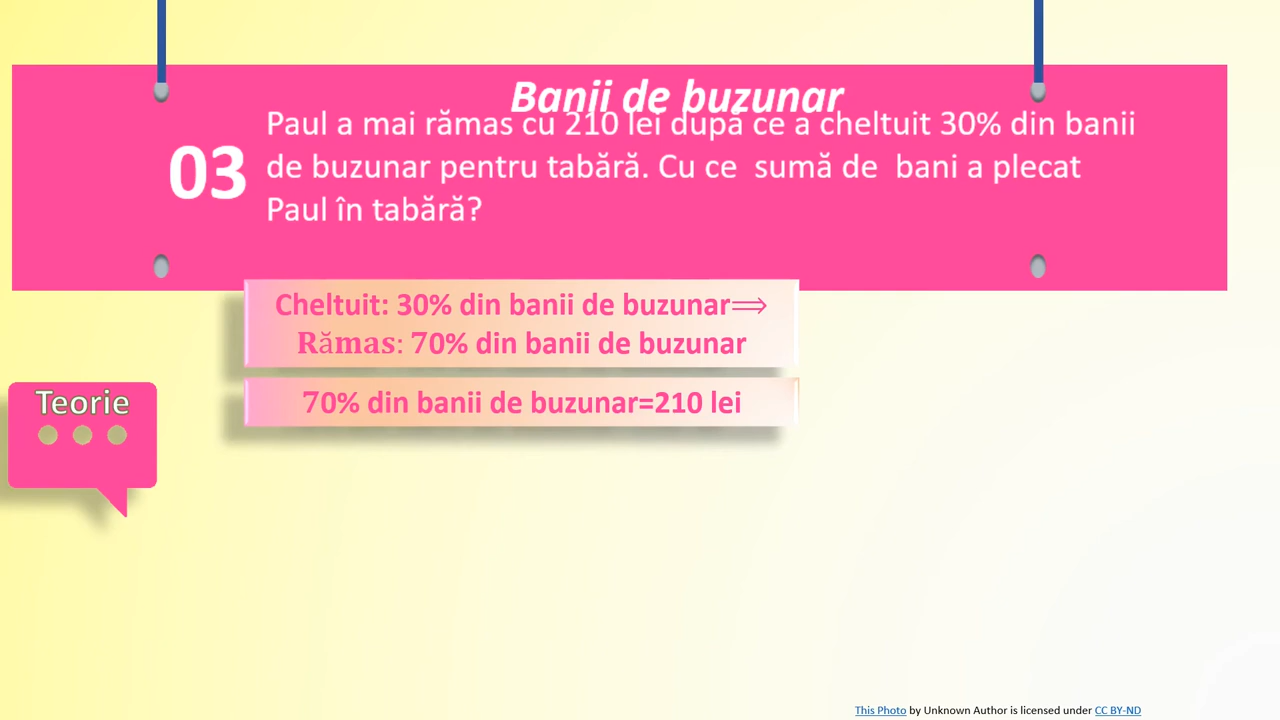 Banii de buzunar
03
Paul a mai rămas cu 210 lei după ce a cheltuit 30% din banii
de buzunar pentru tabără. Cu ce  sumă de  bani a plecat
Paul în tabără?
Cheltuit: 30% din banii de buzunar⟹
Rămas: 70% din banii de buzunar
70% din banii de buzunar=210 lei
Teorie
This Photo by Unknown Author is licensed under CC BY-ND